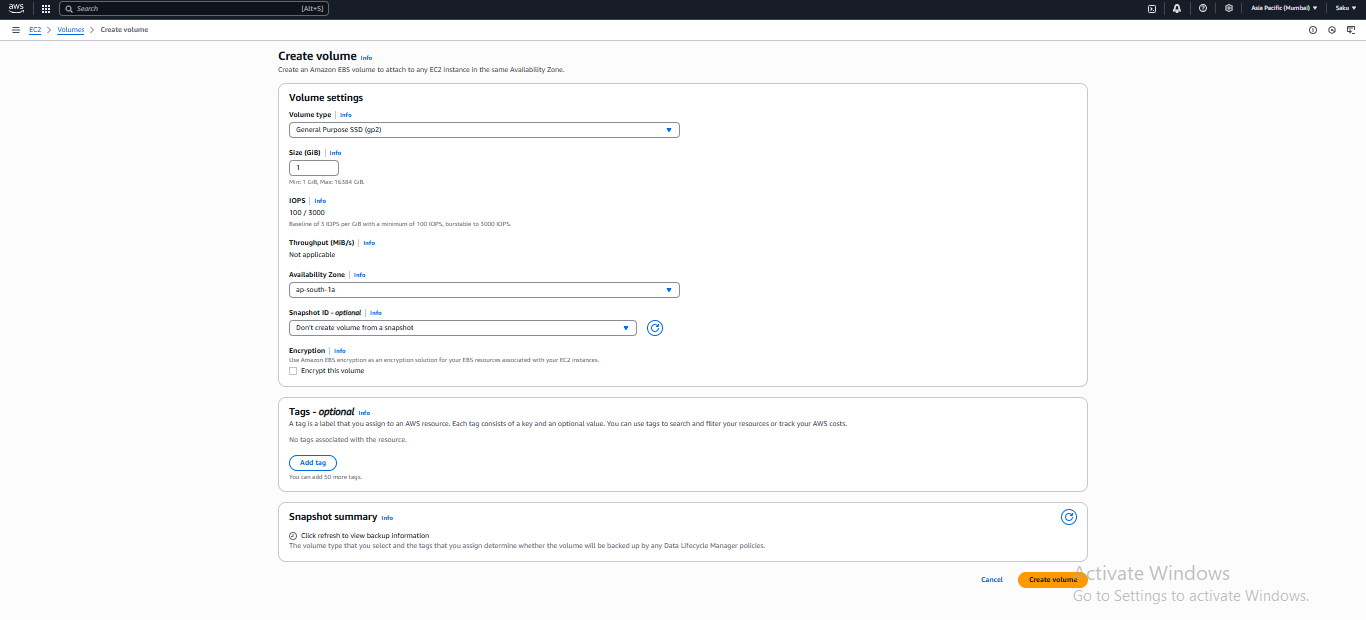 aws Search [Alt+S] Asia Pacific (Mumbai) Saku
EC2 Volumes Create volume
Create volume Info
Create an Amazon EBS volume to attach to any EC2 instance in the same Availability Zone.
Volume settings
Volume type Info
General Purpose SSD (gp2)
Size (GiB) Info
1
Min: 1 GiB, Max: 16384 GiB.
IOPS Info
100 / 3000
Baseline of 3 IOPS per GiB with a minimum of 100 IOPS, burstable to 3000 IOPS.
Throughput (MiB/s) Info
Not applicable
Availability Zone Info
ap-south-1a
Snapshot ID - optional Info
Don't create volume from a snapshot
Encryption Info
Use Amazon EBS encryption as an encryption solution for your EBS resources associated with your EC2 instances.
Encrypt this volume
Tags - optional Info
A tag is a label that you assign to an AWS resource. Each tag consists of a key and an optional value. You can use tags to search and filter your resources or track your AWS costs.
No tags associated with the resource.
Add tag
You can add 50 more tags.
Snapshot summary Info
Click refresh to view backup information
The volume type that you select and the tags that you assign determine whether the volume will be backed up by any Data Lifecycle Manager policies.
Cancel Create volume
Activate Windows
Go to Settings to activate Windows.